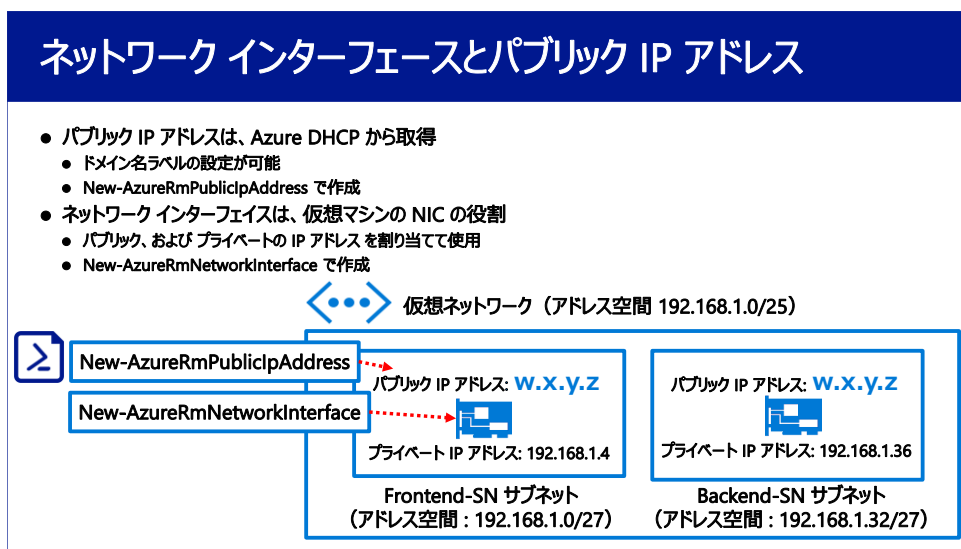 ネットワーク インターフェースとパブリック IP アドレス
パブリック IP アドレスは、Azure DHCP から取得
ドメイン名ラベルの設定が可能
New-AzureRmPublicIpAddress で作成
ネットワーク インターフェイスは、仮想マシンの NIC の役割
パブリック、および プライベートの IP アドレス を割り当てて使用
New-AzureRmNetworkInterface で作成
仮想ネットワーク（アドレス空間 192.168.1.0/25）
New-AzureRmPublicIpAddress
New-AzureRmNetworkInterface
パブリック IP アドレス: w.x.y.z
プライベート IP アドレス: 192.168.1.4
Frontend-SN サブネット
（アドレス空間 : 192.168.1.0/27）
パブリック IP アドレス: w.x.y.z
プライベート IP アドレス: 192.168.1.36
Backend-SN サブネット
（アドレス空間 : 192.168.1.32/27）